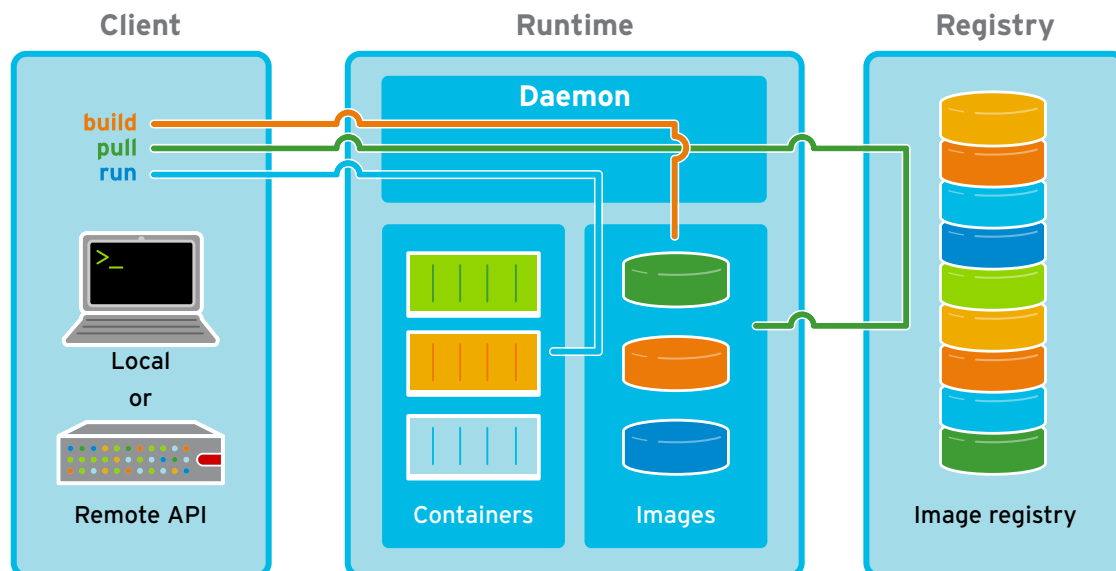 Client
Runtime
Registry
Daemon
build
pull
run
>_
Local
or
Remote API
Containers
Images
Image registry